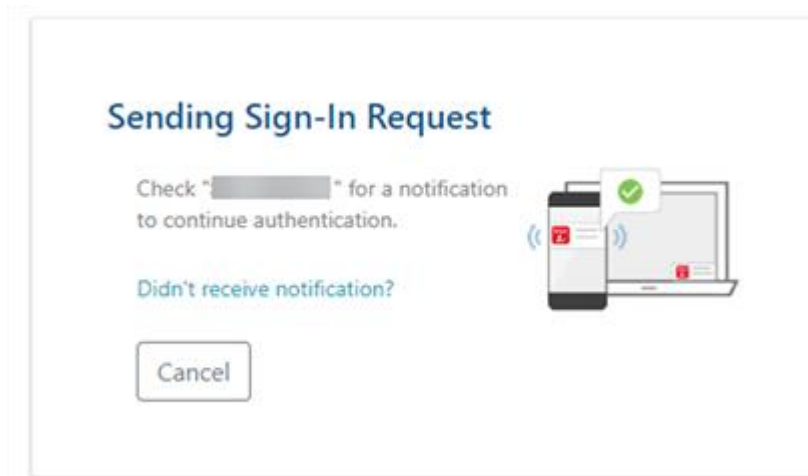 Sending Sign-In Request
Check " " for a notification
to continue authentication.
Didn't receive notification?
Cancel